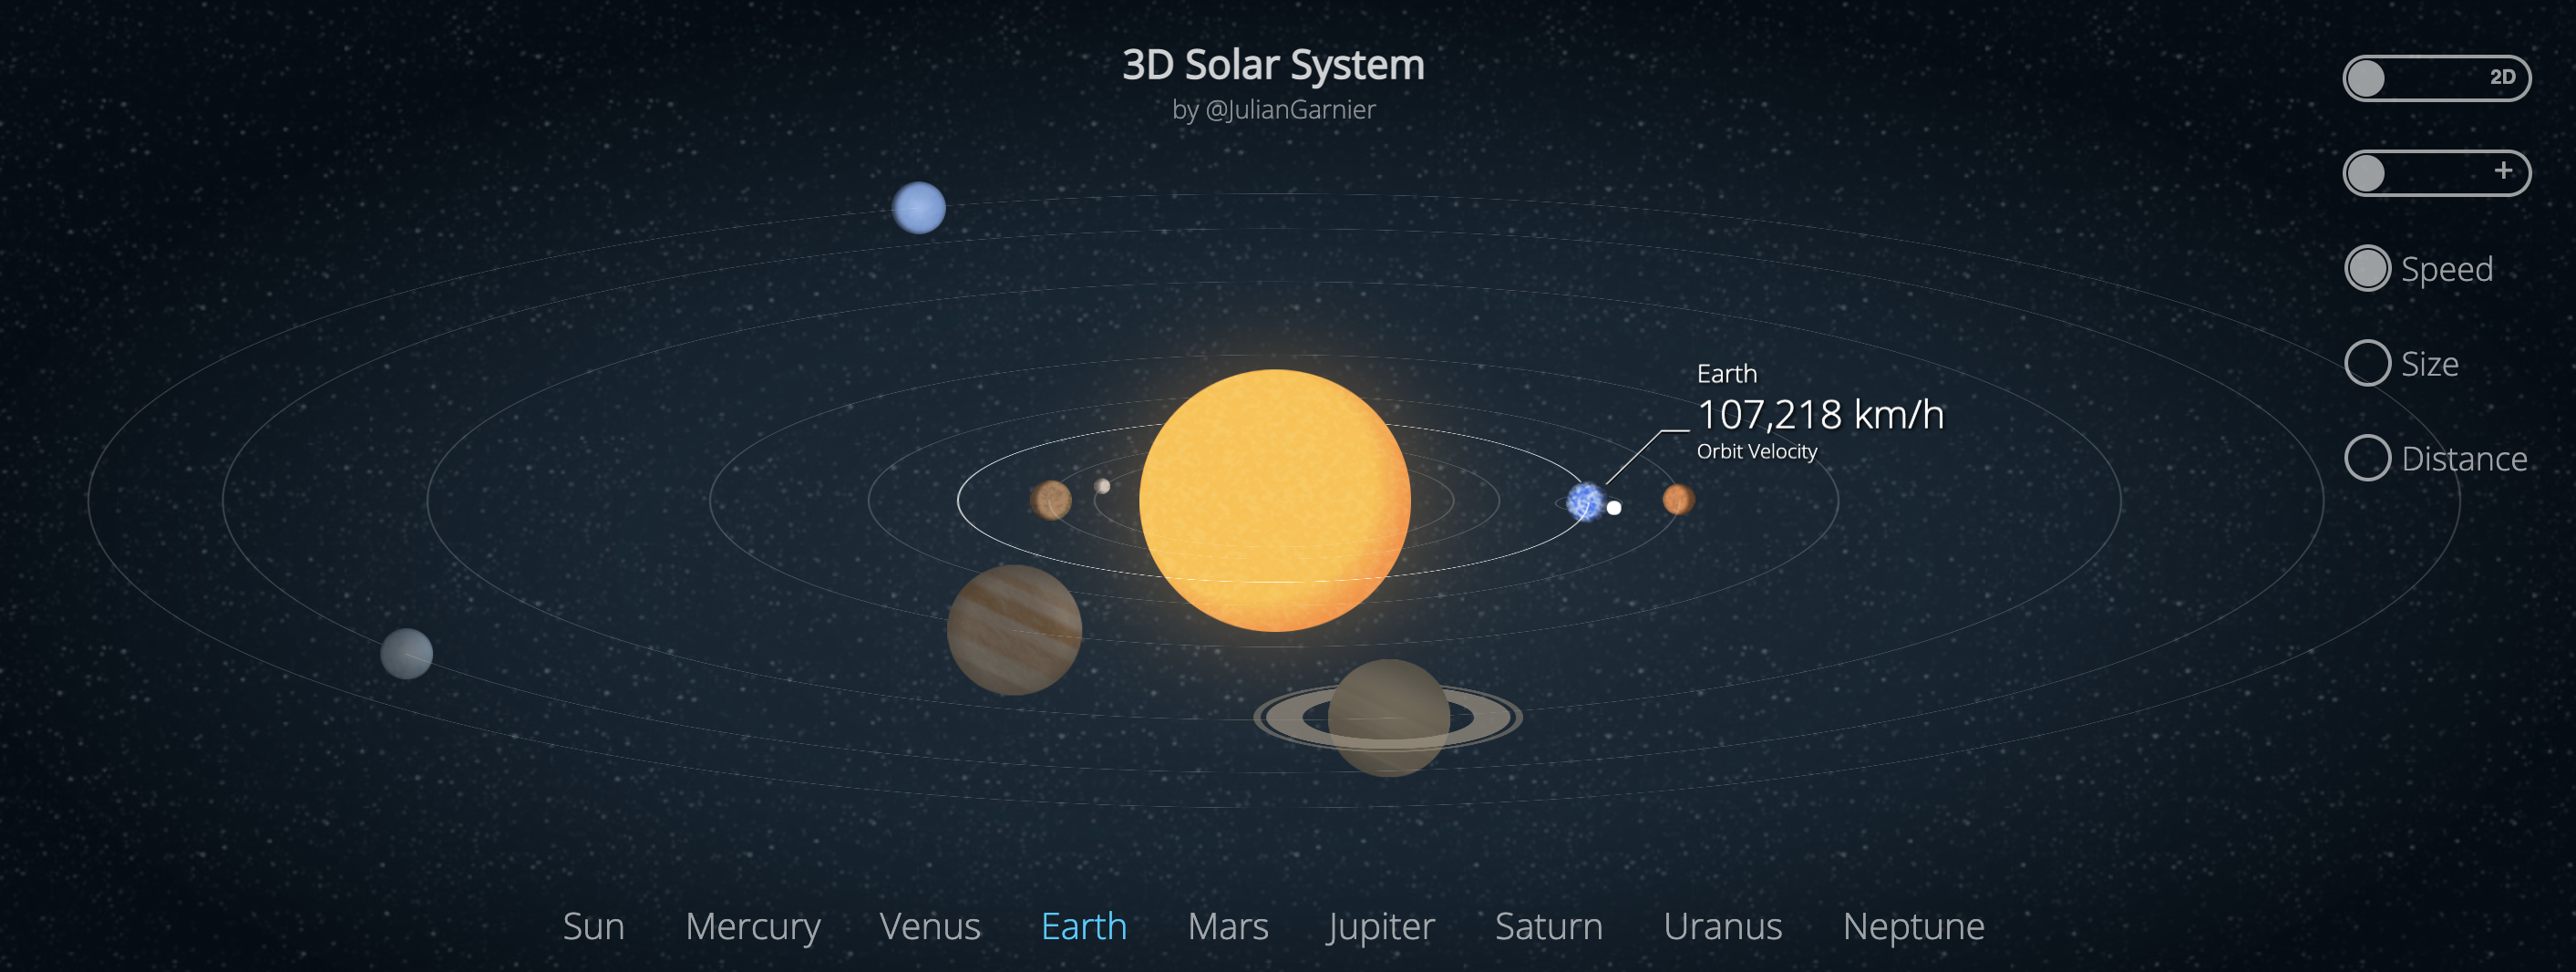 3D Solar System
by @JulianGarnier
2D
+
Speed
Size
Distance
Earth
107,218 km/h
Orbit Velocity
Sun Mercury Venus Earth Mars Jupiter Saturn Uranus Neptune